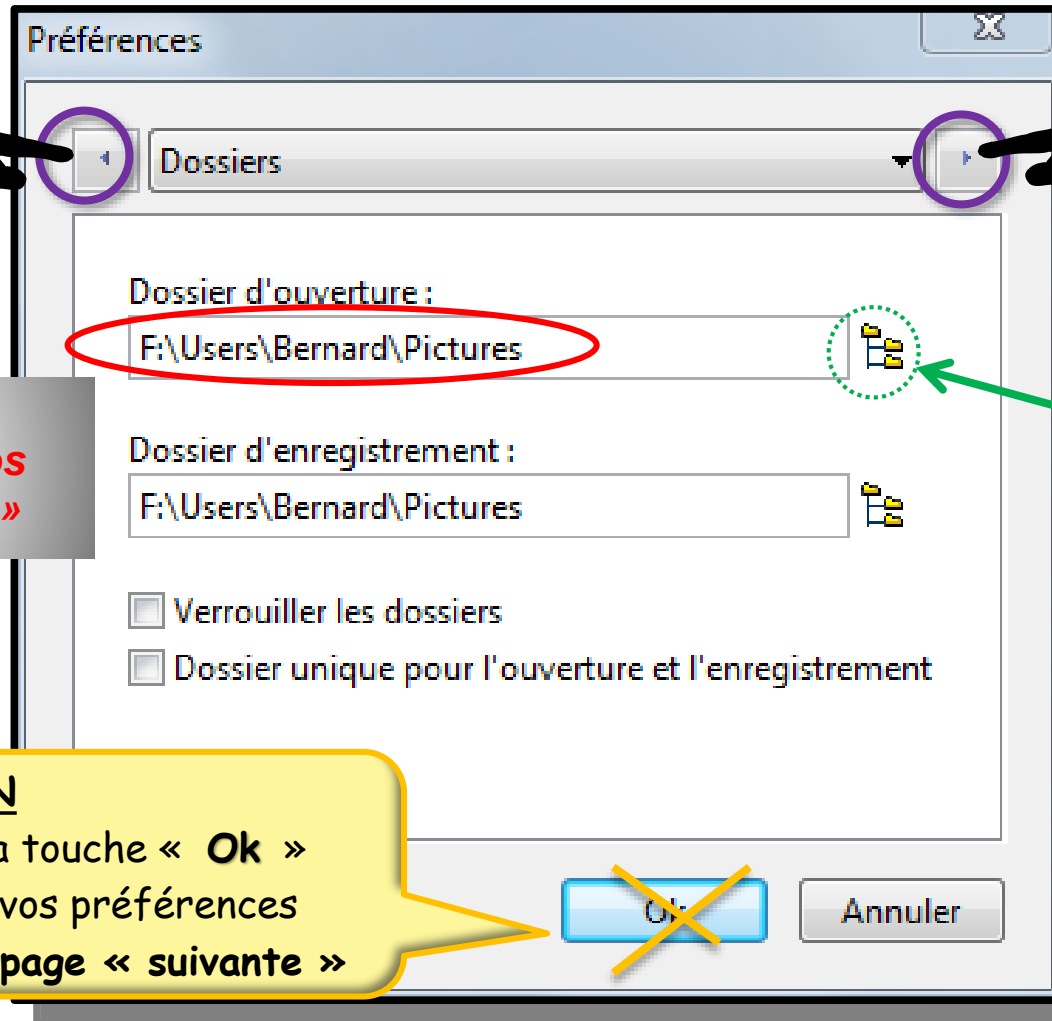 Préférences
Dossiers
Dossier d'ouverture :
F:\Users\Bernard\Pictures
Dossier d'enregistrement :
»
F:\Users\Bernard\Pictures
Verrouiller les dossiers
Dossier unique pour l'ouverture et l'enregistrement
touche « Ok »
vos préférences
page « suivante »
Ok
Annuler